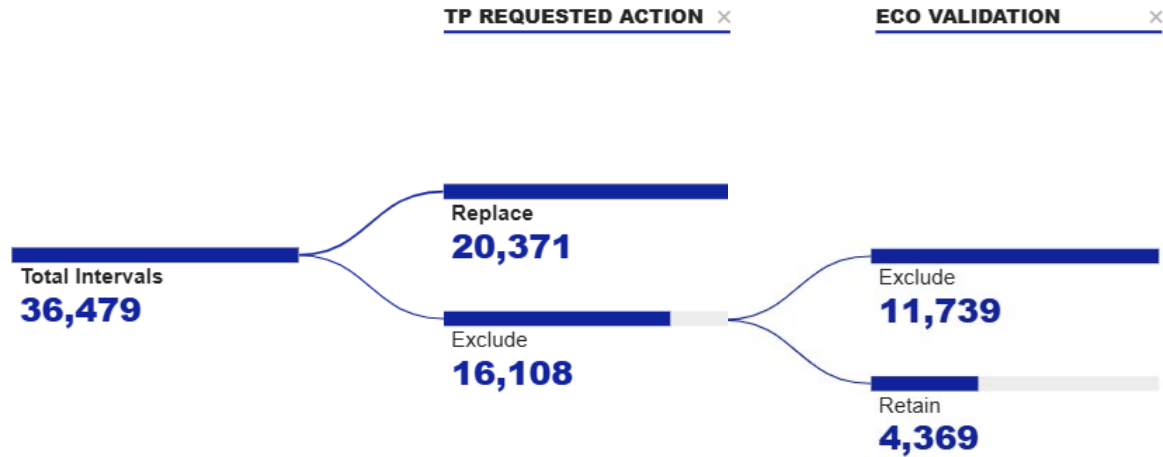 TP REQUESTED ACTION ×
ECO VALIDATION ×
Total Intervals
36,479
Replace
20,371
Exclude
16,108
Exclude
11,739
Retain
4,369